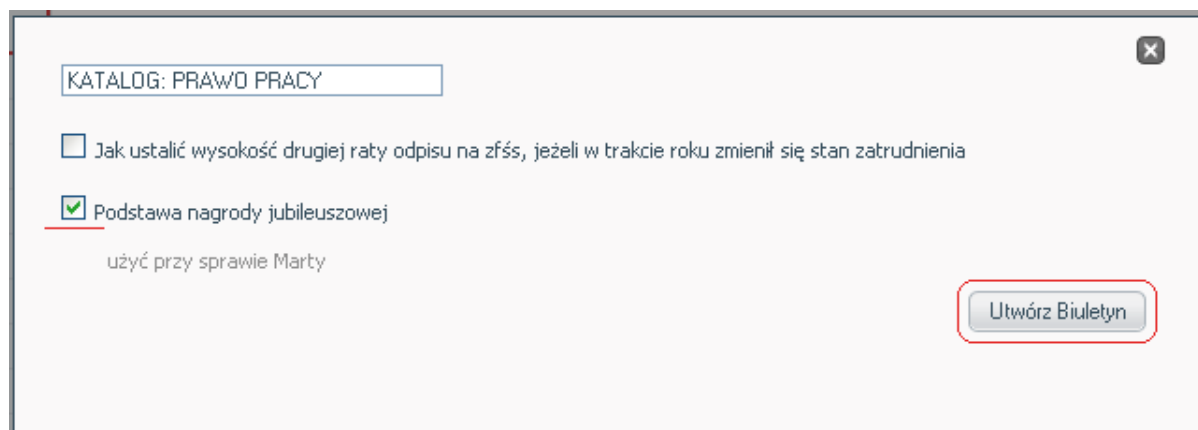 KATALOG: PRAWO PRACY
Jak ustalić wysokość drugiej raty odpisu na zfśs, jeżeli w trakcie roku zmienił się stan zatrudnienia
Podstawa nagrody jubileuszowej
użyć przy sprawie Marty
Utwórz Biuletyn